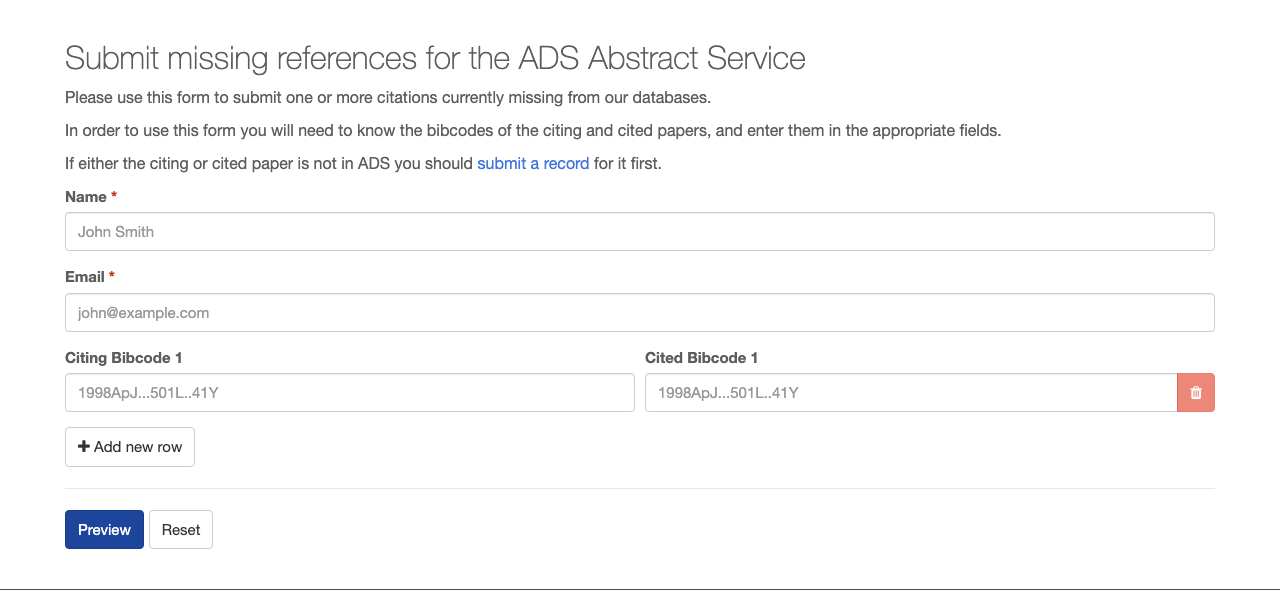 Submit missing references for the ADS Abstract Service
Please use this form to submit one or more citations currently missing from our databases.
In order to use this form you will need to know the bibcodes of the citing and cited papers, and enter them in the appropriate fields.
If either the citing or cited paper is not in ADS you should submit a record for it first.
Name *
John Smith
Email *
john@example.com
Citing Bibcode 1 Cited Bibcode 1
1998ApJ...501L..41Y 1998ApJ...501L..41Y
Add new row
Preview Reset